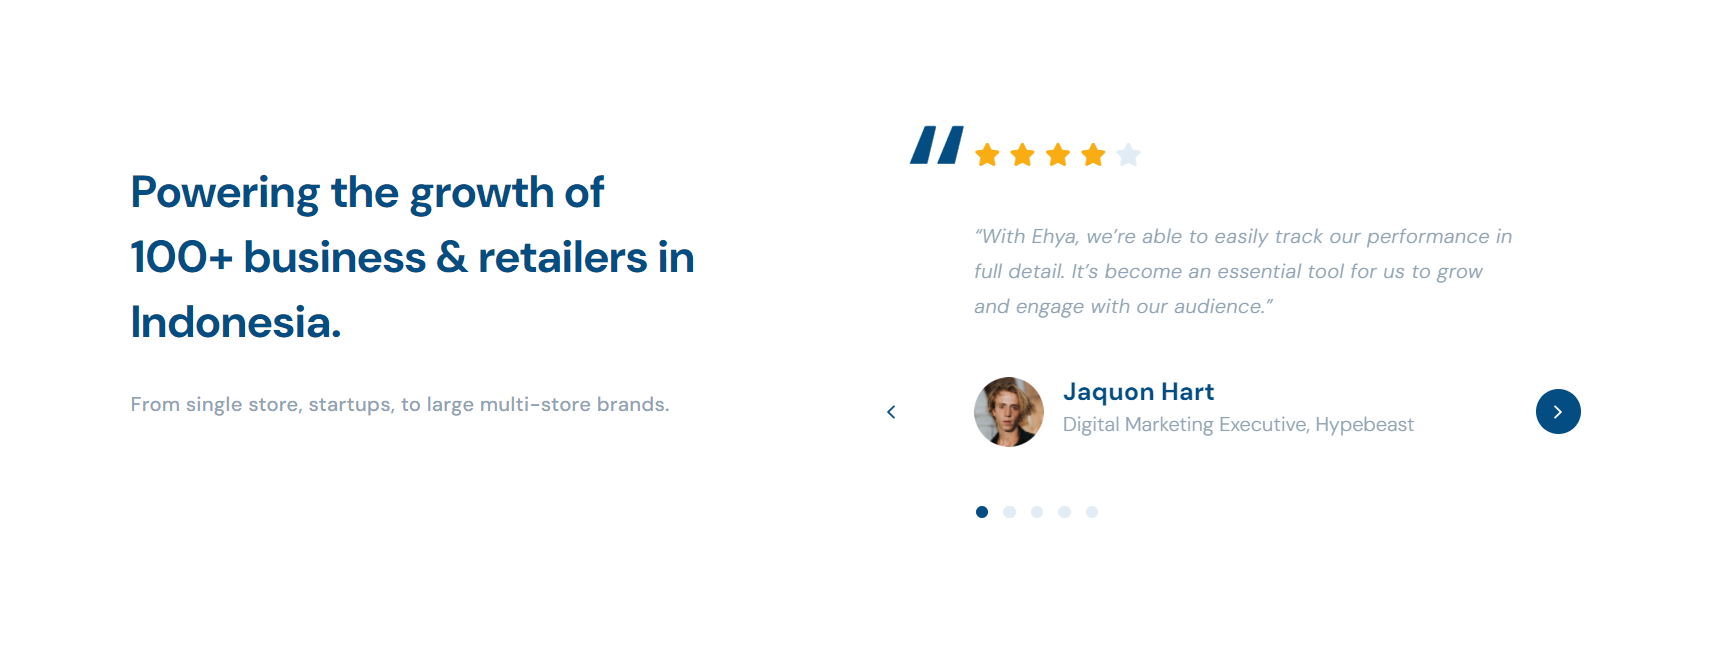 Powering the growth of
100+ business & retailers in
Indonesia.
From single store, startups, to large multi-store brands.
“With Ehya, we’re able to easily track our performance in
full detail. It’s become an essential tool for us to grow
and engage with our audience.”
Jaquon Hart
Digital Marketing Executive, Hypebeast